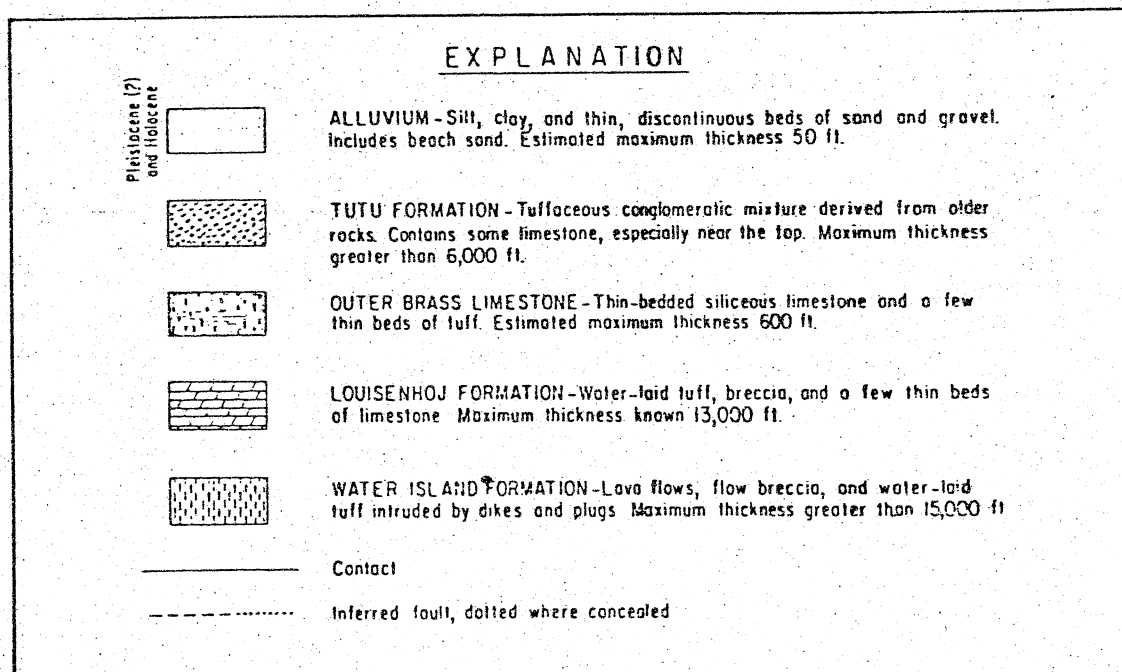 EXPLANATION
Pleistocene (?)
and Holocene
ALLUVIUM - Silt, clay, and thin, discontinuous beds of sand and gravel.
Includes beach sand. Estimated maximum thickness 50 ft.
TUTU FORMATION - Tuffaceous conglomeratic mixture derived from older
rocks. Contains some limestone, especially near the top. Maximum thickness
greater than 6,000 ft.
OUTER BRASS LIMESTONE - Thin-bedded siliceous limestone and a few
thin beds of tuff. Estimated maximum thickness 600 ft.
LOUISENHOJ FORMATION - Water-laid tuff, breccia, and a few thin beds
of limestone Maximum thickness known 13,000 ft.
WATER ISLAND FORMATION - Lava flows, flow breccia, and water-laid
tuff intruded by dikes and plugs Maximum thickness greater than 15,000 ft
Contact
Inferred fault, dotted where concealed